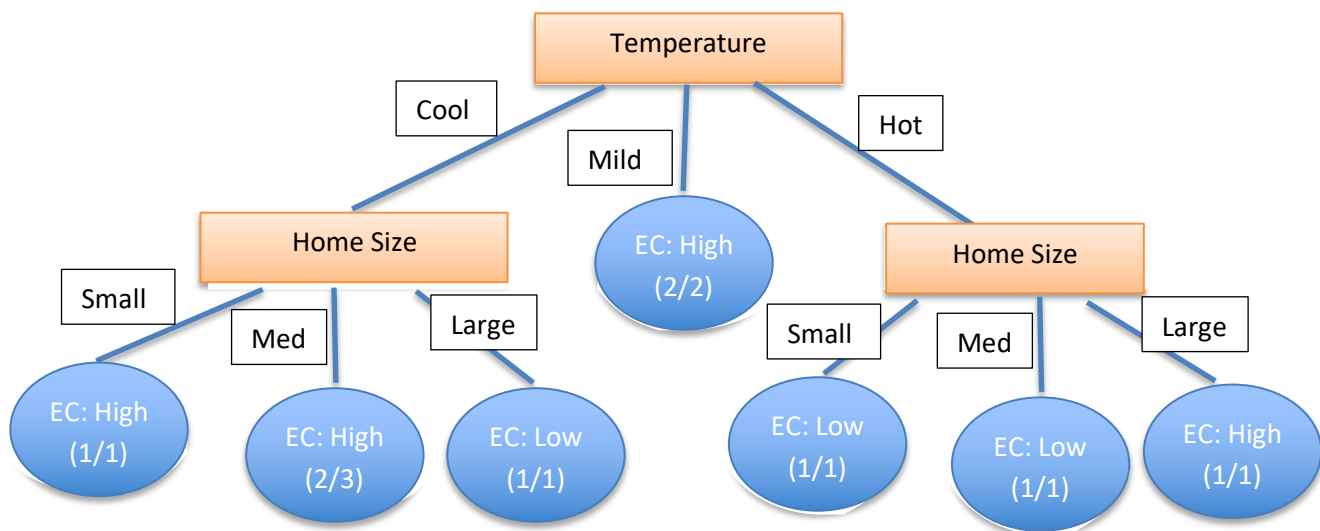 Temperature
Cool
Mild
Hot
Home Size
EC: High
(2/2)
Home Size
Small
Med
Large
Small
Med
Large
EC: High
(1/1)
EC: High
(2/3)
EC: Low
(1/1)
EC: Low
(1/1)
EC: Low
(1/1)
EC: High
(1/1)